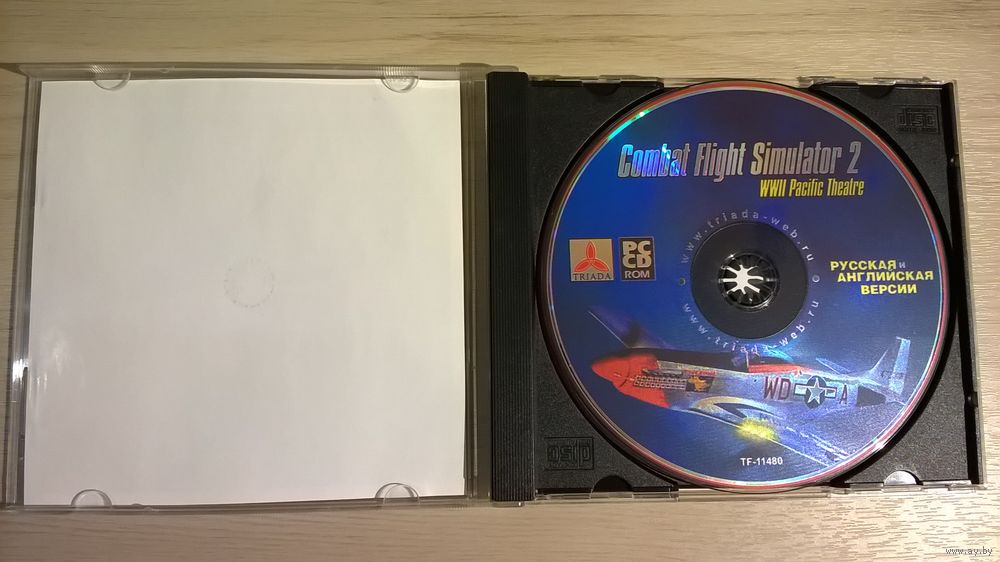 Combat Flight Simulator 2
WWII Pacific Theatre
www.triada-web.ru
TRIADA
PC
CD
ROM
РУССКАЯ и
АНГЛИЙСКАЯ
ВЕРСИИ
www.triada-web.ru
WD A
TF-11480
disc
disc
www.ay.by